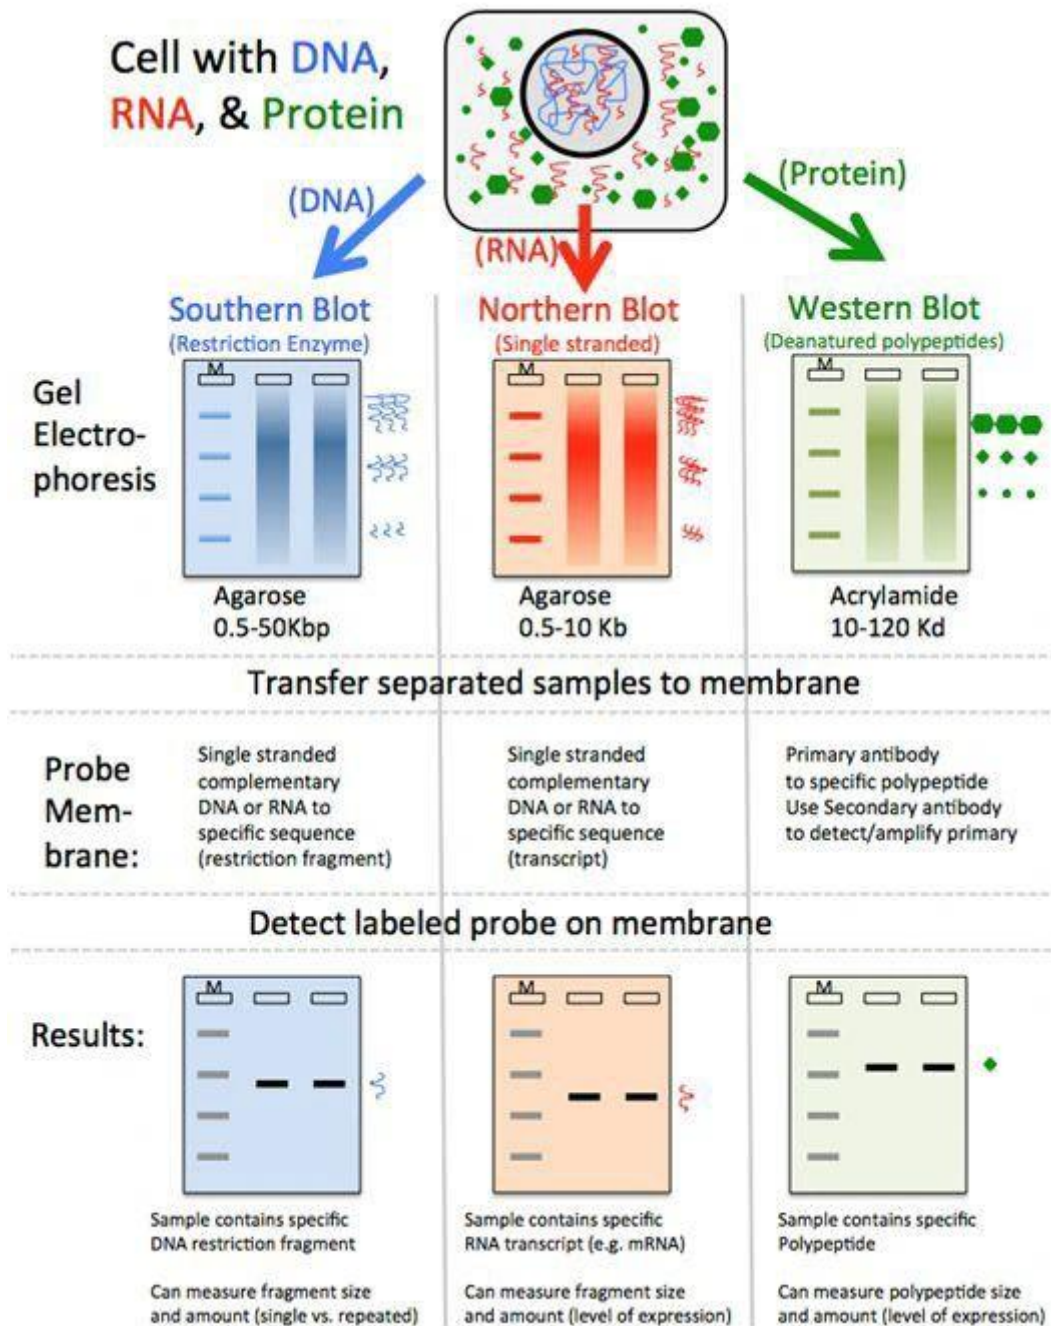 Cell with DNA,
RNA, & Protein
(DNA)
(RNA)
(Protein)
Southern Blot
(Restriction Enzyme)
Northern Blot
(Single stranded)
Western Blot
(Deanatured polypeptides)
Gel
Electro-
phoresis
M
M
M
Agarose
0.5-50Kbp
Agarose
0.5-10 Kb
Acrylamide
10-120 Kd
Transfer separated samples to membrane
Probe
Mem-
brane:
Single stranded
complementary
DNA or RNA to
specific sequence
(restriction fragment)
Single stranded
complementary
DNA or RNA to
specific sequence
(transcript)
Primary antibody
to specific polypeptide
Use Secondary antibody
to detect/amplify primary
Detect labeled probe on membrane
Results:
M
M
M
Sample contains specific
DNA restriction fragment
Can measure fragment size
and amount (single vs. repeated)
Sample contains specific
RNA transcript (e.g. mRNA)
Can measure fragment size
and amount (level of expression)
Sample contains specific
Polypeptide
Can measure polypeptide size
and amount (level of expression)